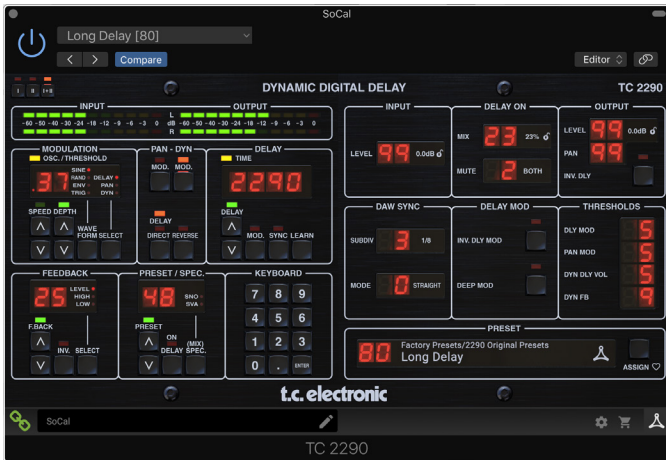 SoCal
Long Delay [80]
Compare
Editor
I II I+II
DYNAMIC DIGITAL DELAY
TC 2290
INPUT OUTPUT
L
-60 -50 -40 -30 -24 -18 -12 -9 -6 -3 0 dB -60 -50 -40 -30 -24 -18 -12 -9 -6 -3 0
R
MODULATION
OSC./THRESHOLD
.37
SINE
RAND DELAY
ENV PAN
TRIG DYN
SPEED DEPTH
WAVE FORM SELECT
PAN - DYN
MOD. MOD.
DELAY
DIRECT REVERSE
DELAY
TIME
2290
DELAY
MOD. SYNC LEARN
FEEDBACK
25
LEVEL
HIGH
LOW
F.BACK
INV. SELECT
PRESET / SPEC.
48
SNO
SVA
PRESET
ON (MIX)
DELAY SPEC.
KEYBOARD
7 8 9
4 5 6
1 2 3
0 . ENTER
INPUT
LEVEL 99 0.0dB
DELAY ON
MIX 23 23%
MUTE 2 BOTH
OUTPUT
LEVEL 99 0.0dB
PAN 99
INV. DLY
DAW SYNC
SUBDIV 3 1/8
MODE 0 STRAIGHT
DELAY MOD
INV. DLY MOD
DEEP MOD
THRESHOLDS
DLY MOD 5
PAN MOD 5
DYN DLY VOL 5
DYN FB 9
PRESET
80
Factory Presets/2290 Original Presets
Long Delay
ASSIGN
t.c. electronic
SoCal
TC 2290